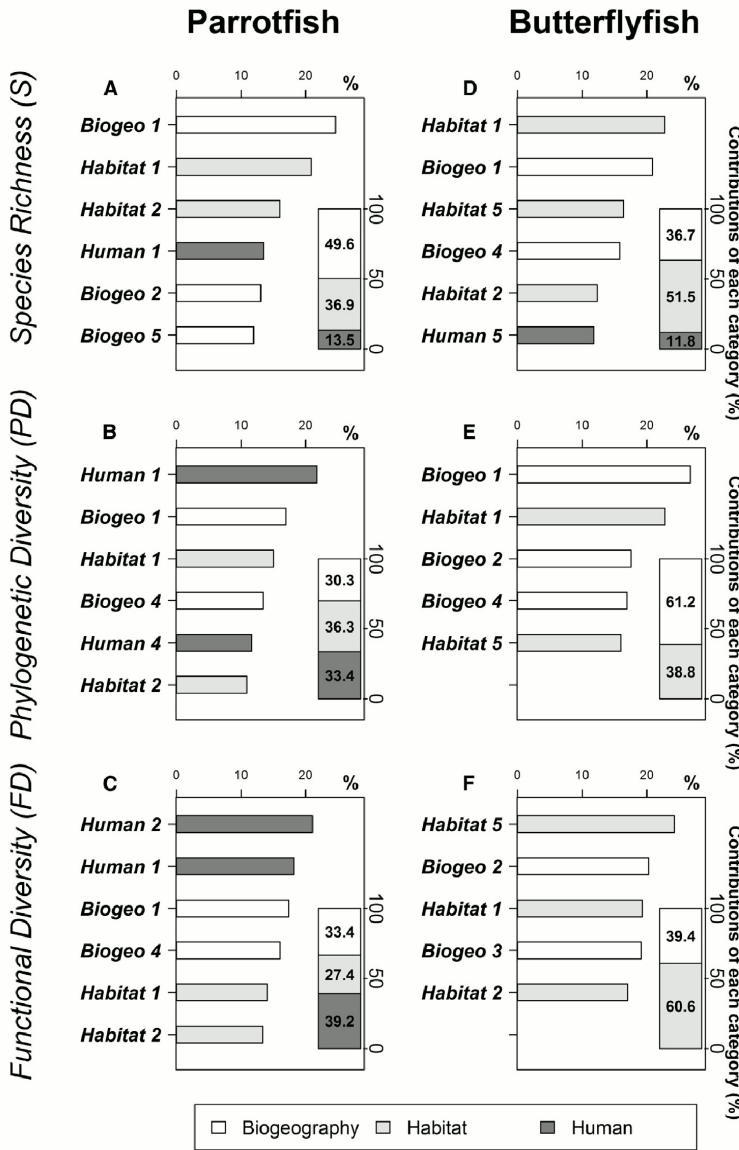 Parrotfish
Butterflyfish
Species Richness (S)
A
0 10 20 %
Biogeo 1
Habitat 1
Habitat 2
Human 1
Biogeo 2
Biogeo 5
49.6
36.9
13.5
100
50
0
D
0 10 20 %
Habitat 1
Biogeo 1
Habitat 5
Biogeo 4
Habitat 2
Human 5
36.7
51.5
11.8
100
50
0
Contributions of each category (%)
Phylogenetic Diversity (PD)
B
0 10 20 %
Human 1
Biogeo 1
Habitat 1
Biogeo 4
Human 4
Habitat 2
30.3
36.3
33.4
100
50
0
E
0 10 20 %
Biogeo 1
Habitat 1
Biogeo 2
Biogeo 4
Habitat 5
61.2
38.8
100
50
0
Contributions of each category (%)
Functional Diversity (FD)
C
0 10 20 %
Human 2
Human 1
Biogeo 1
Biogeo 4
Habitat 1
Habitat 2
33.4
27.4
39.2
100
50
0
F
0 10 20 %
Habitat 5
Biogeo 2
Habitat 1
Biogeo 3
Habitat 2
39.4
60.6
100
50
0
Contributions of each category (%)
Biogeography Habitat Human